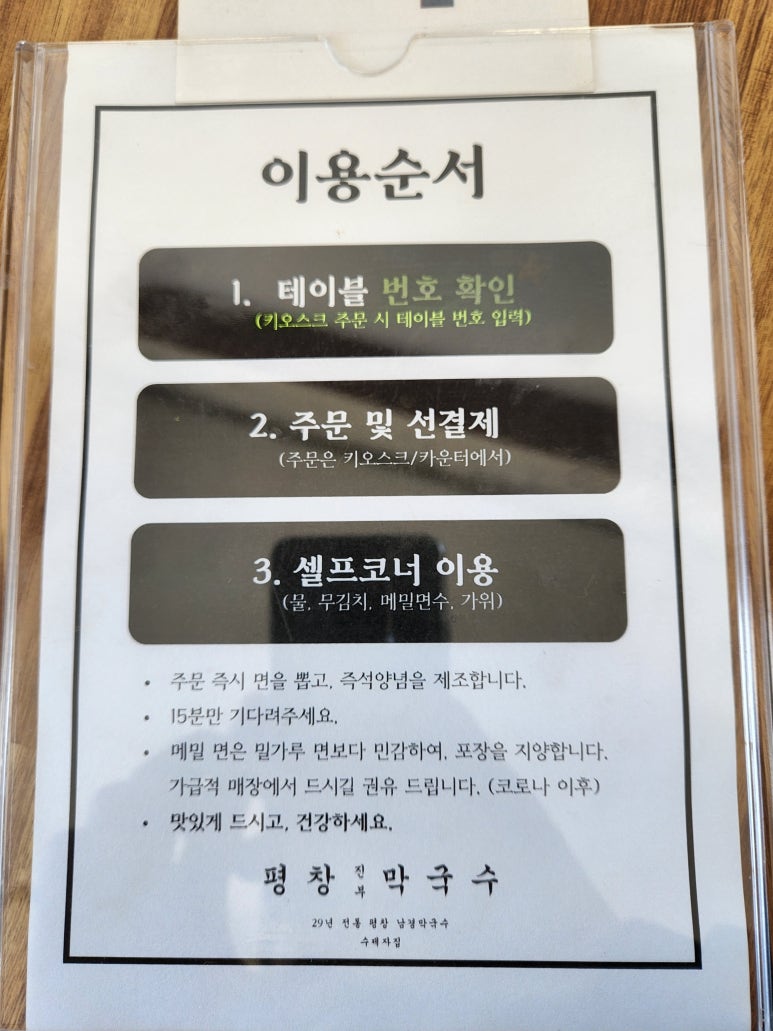 이용순서
1. 테이블 번호 확인
(키오스크 주문 시 테이블 번호 입력)
2. 주문 및 선결제
(주문은 키오스크/카운터에서)
3. 셀프코너 이용
(물, 무김치, 메밀면수, 가위)
• 주문 즉시 면을 뽑고, 즉석양념을 제조합니다.
• 15분만 기다려주세요.
• 메밀 면은 밀가루 면보다 민감하여, 포장을 지양합니다.
가급적 매장에서 드시길 권유 드립니다. (코로나 이후)
• 맛있게 드시고, 건강하세요.
평창 진부 막국수
29년 전통 평창 남경막국수
수제자집